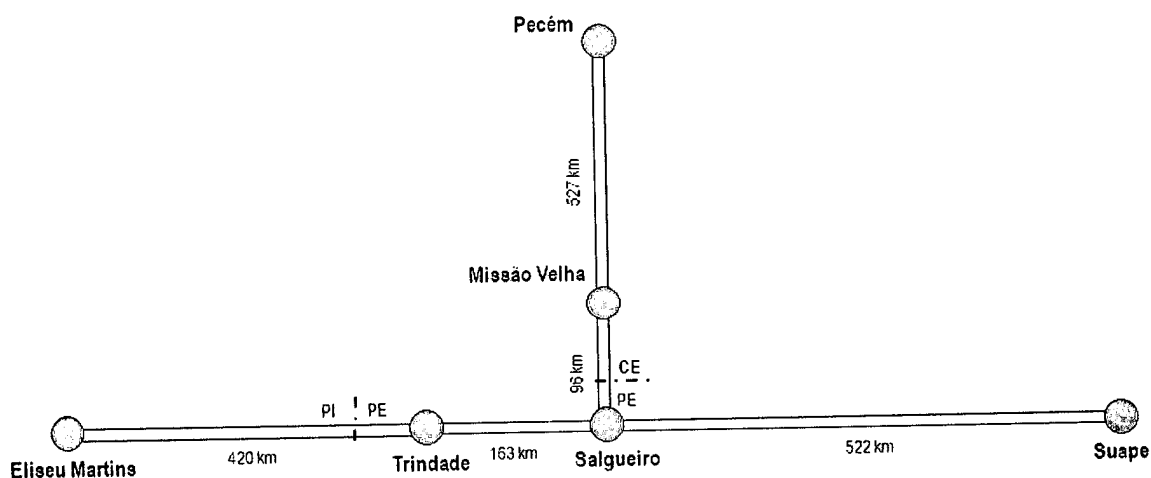 Pecém
527 km
Missão Velha
96 km
CE
PE
PI
PE
Eliseu Martins
420 km
Trindade
163 km
Salgueiro
522 km
Suape